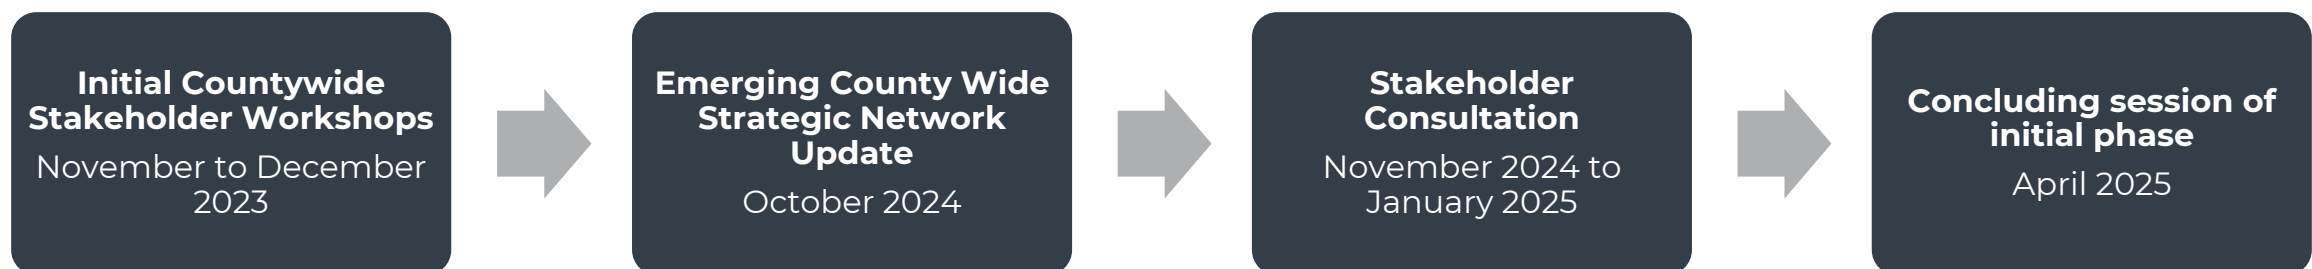 Initial Countywide
Stakeholder Workshops
November to December
2023
Emerging County Wide
Strategic Network
Update
October 2024
Stakeholder
Consultation
November 2024 to
January 2025
Concluding session of
initial phase
April 2025